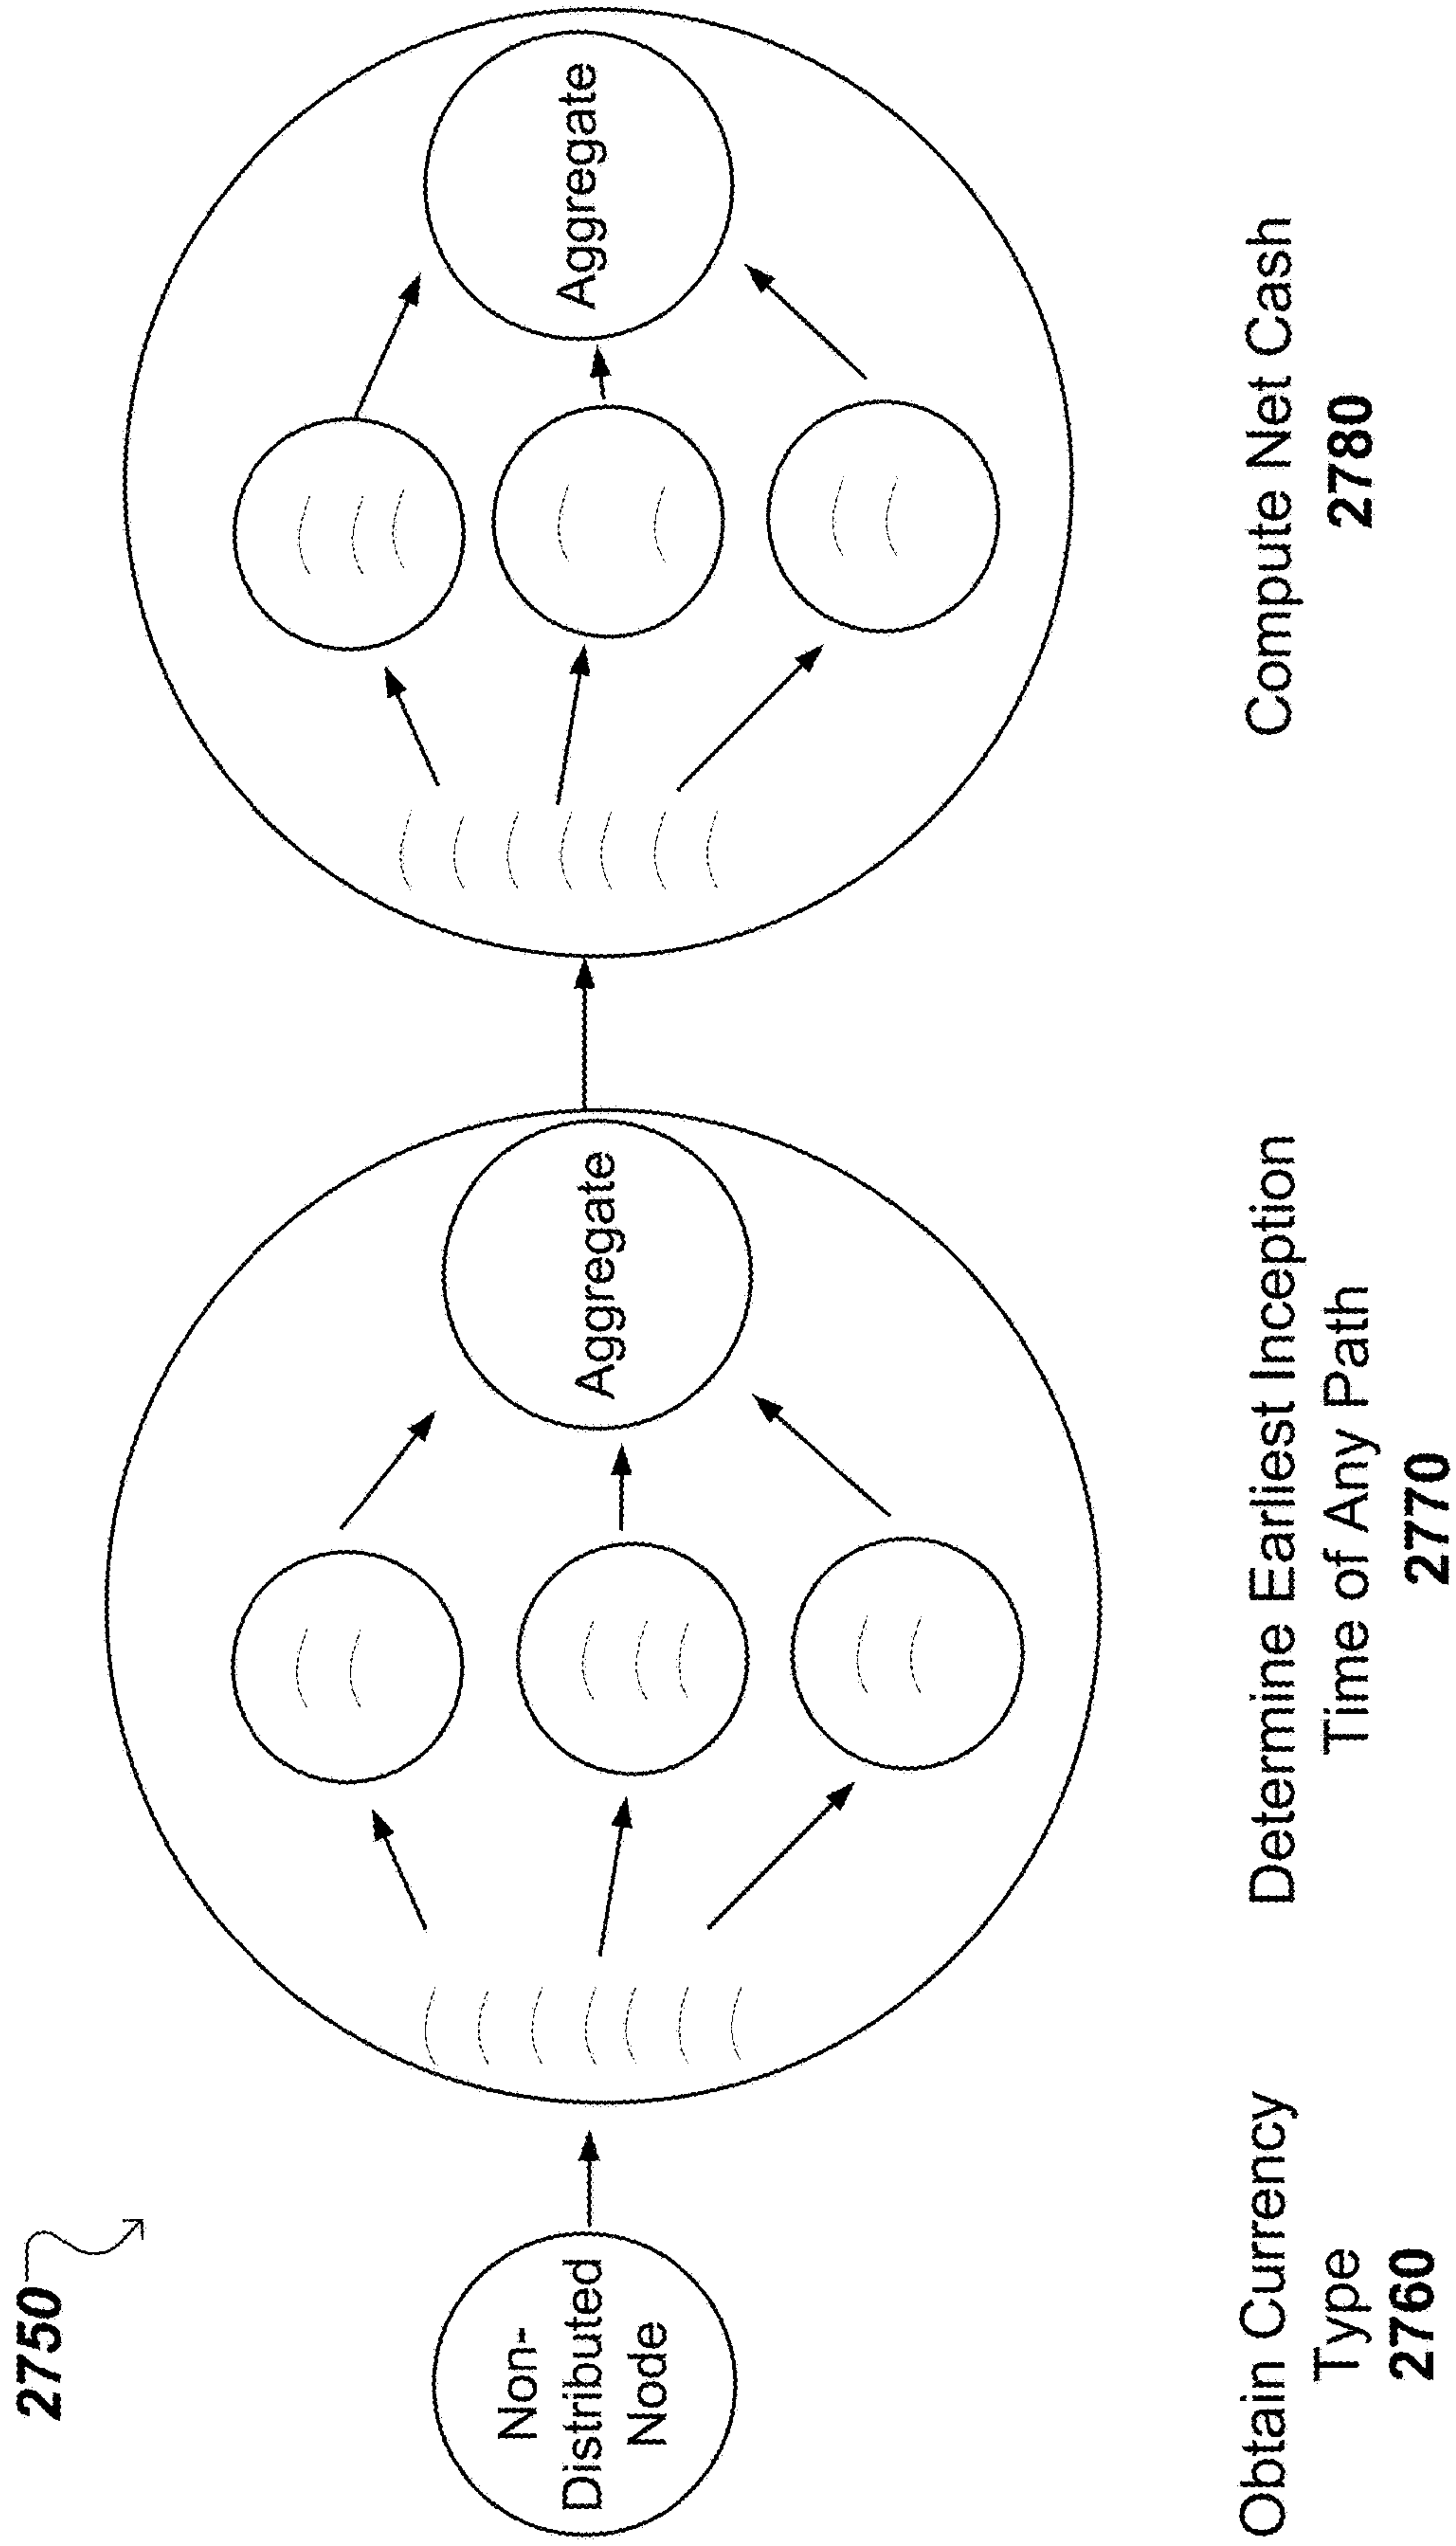 2750
Non-
Distributed
Node
Aggregate
Aggregate
Obtain Currency
Type
2760
Determine Earliest Inception
Time of Any Path
2770
Compute Net Cash
2780